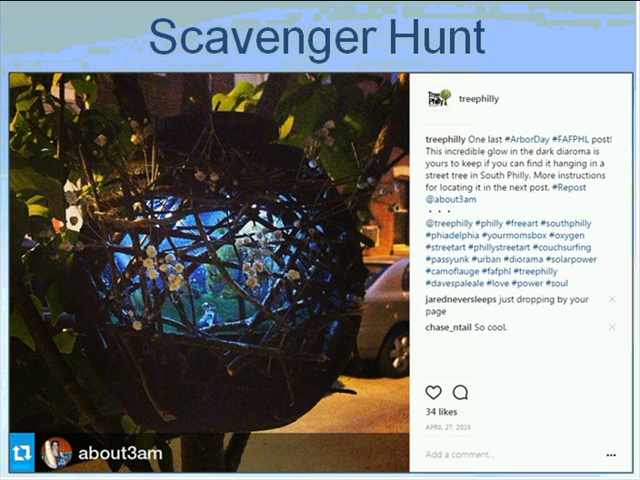 Scavenger Hunt
Tree
Philly
treephilly
treephilly One last #ArborDay #FAFPHL post!
This incredible glow in the dark diaroma is
yours to keep if you can find it hanging in a
street tree in South Philly. More instructions
for locating it in the next post. #Repost
@about3am
・・・
@treephilly #philly #freeart #southphilly
#phiadelphia #yourmomsbox #oxygen
#streetart #phillystreetart #couchsurfing
#passyunk #urban #diorama #solarpower
#camoflauge #fafphl #treephilly
#davespaleale #love #power #soul
jaredneversleeps just dropping by your
page
chase_ntail So cool.
34 likes
APRIL 27, 2015
Add a comment...
about3am